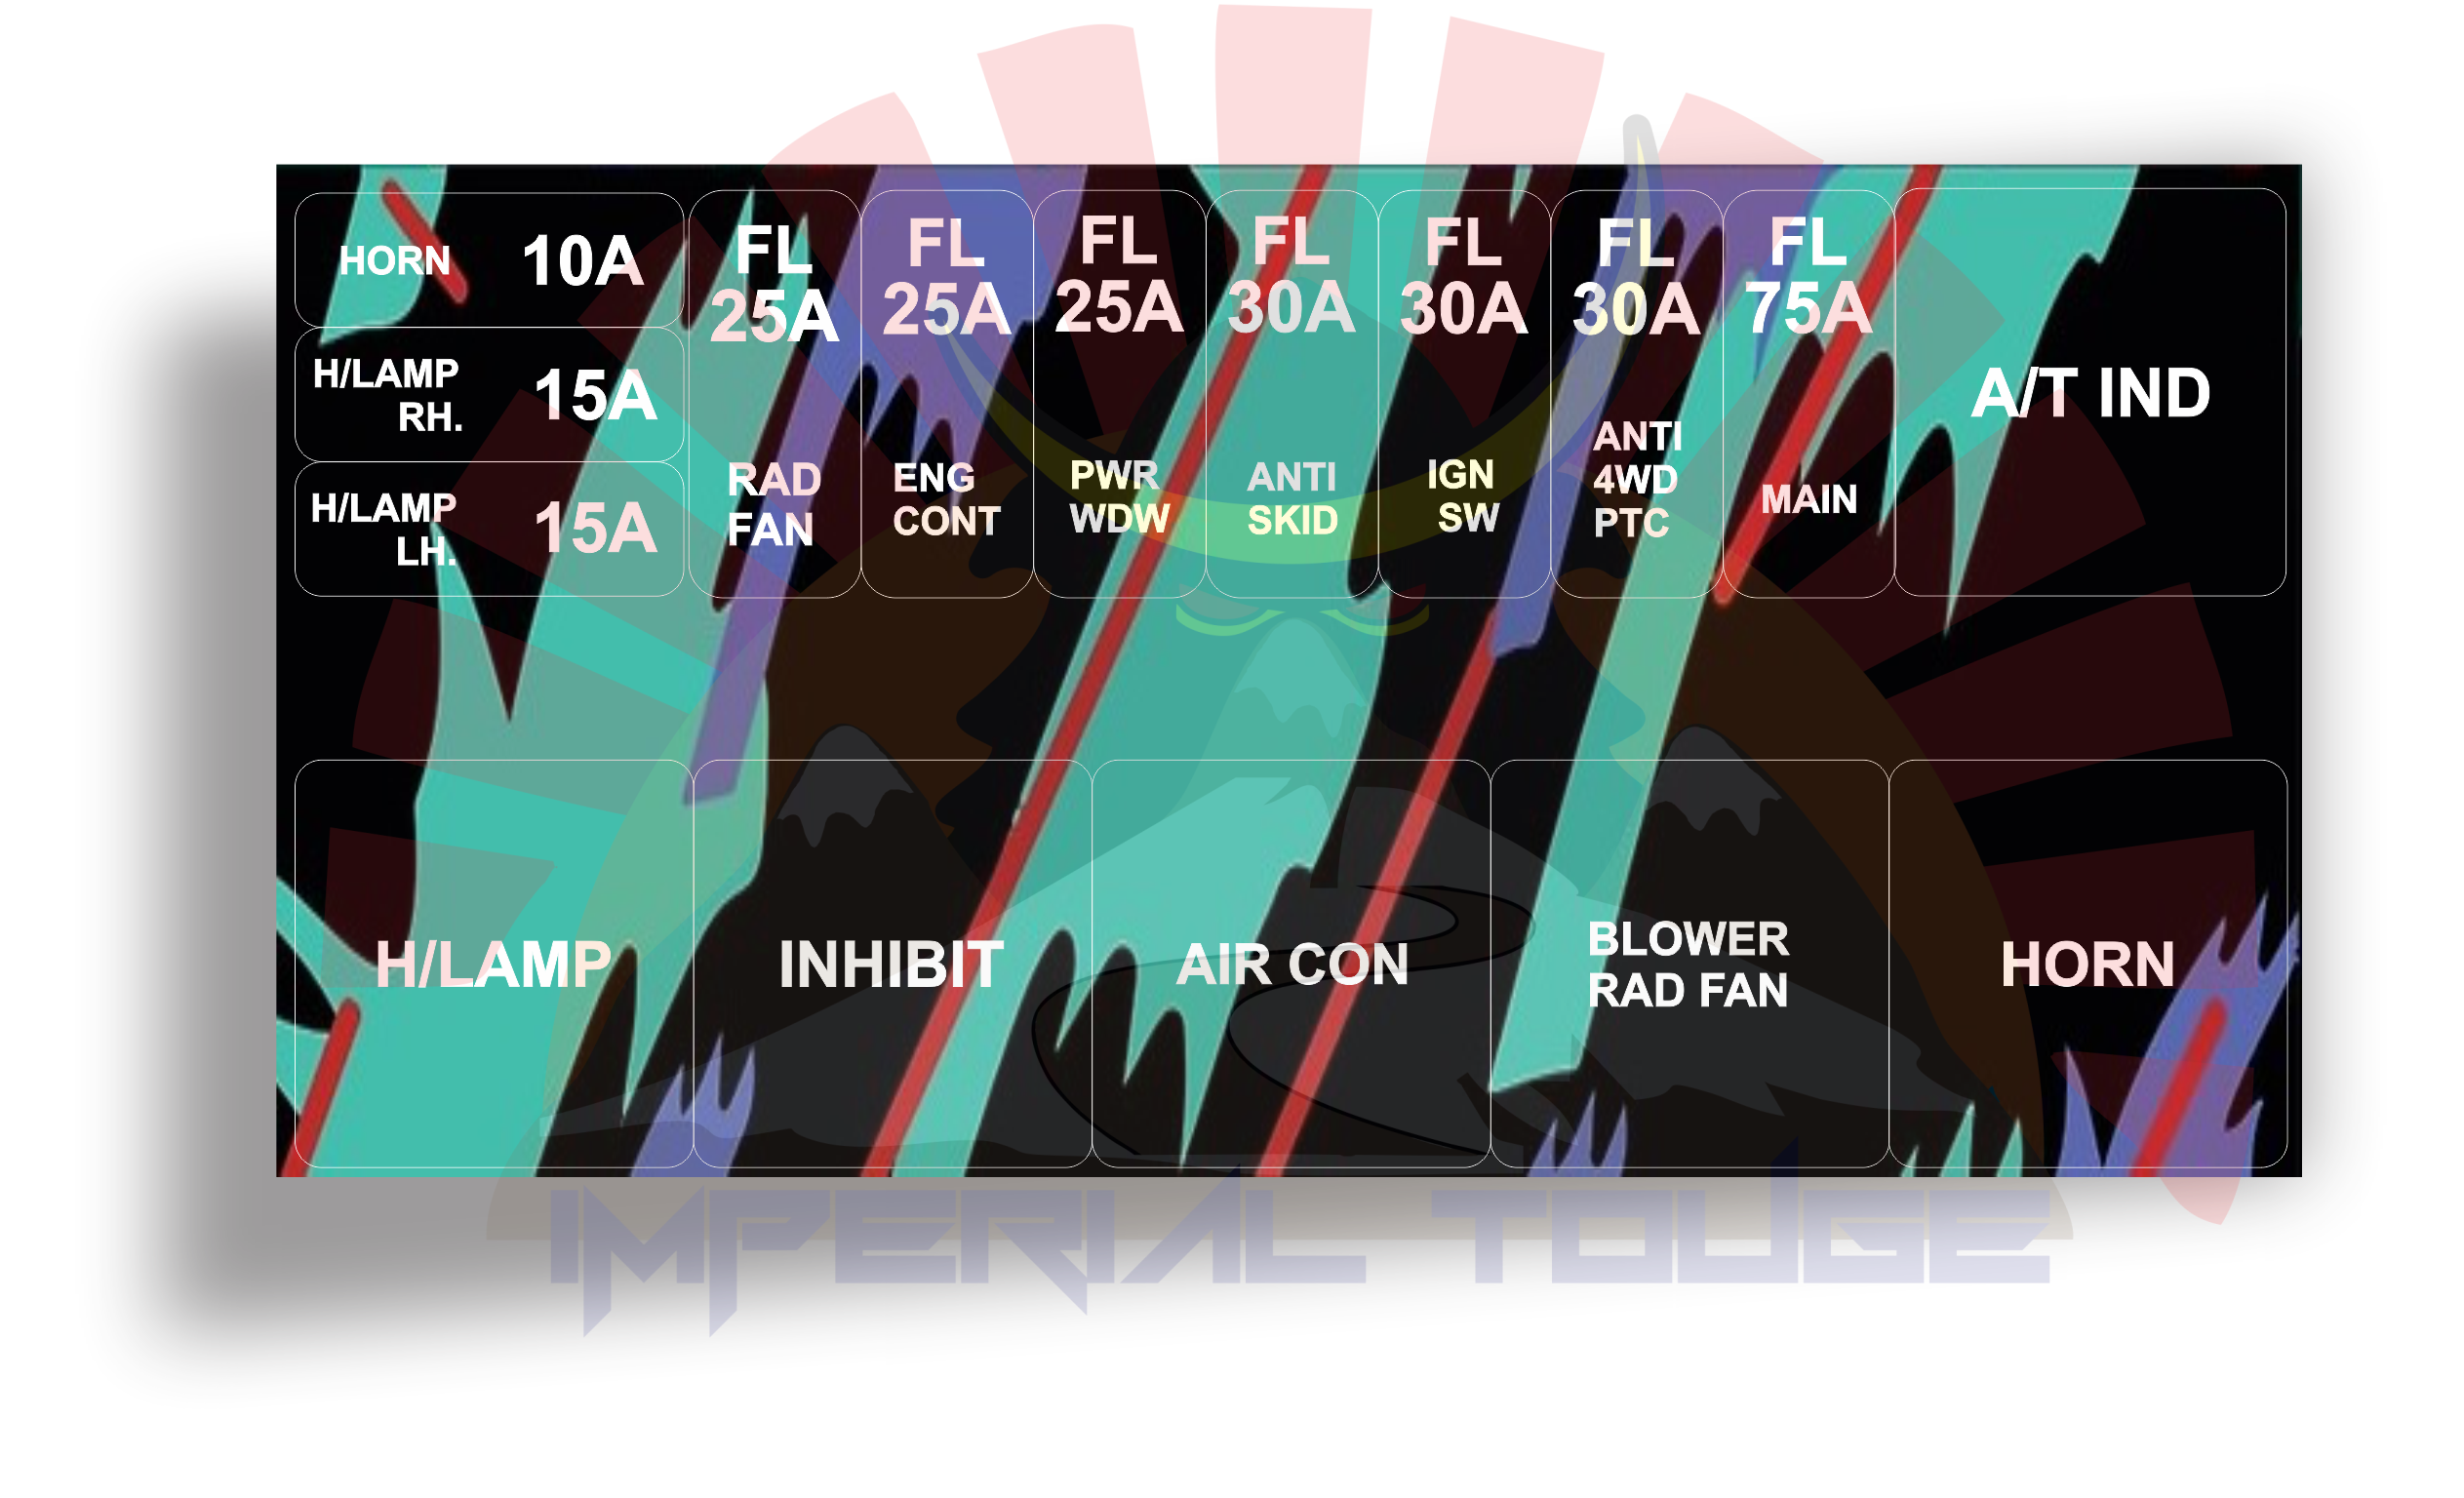 HORN 10A
H/LAMP
RH. 15A
H/LAMP
LH. 15A
FL
25A
RAD
FAN
FL
25A
ENG
CONT
FL
25A
PWR
WDW
FL
30A
ANTI
SKID
FL
30A
IGN
SW
FL
30A
ANTI
4WD
PTC
FL
75A
MAIN
A/T IND
H/LAMP
INHIBIT
AIR CON
BLOWER
RAD FAN
HORN
IMPERIAL TOUGE